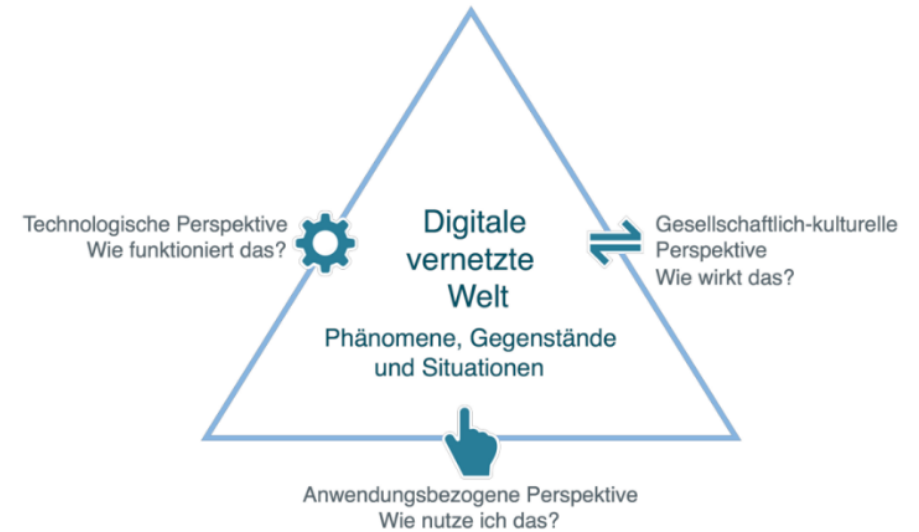 Technologische Perspektive
Wie funktioniert das?
Digitale
vernetzte
Welt
Phänomene, Gegenstände
und Situationen
Gesellschaftlich-kulturelle
Perspektive
Wie wirkt das?
Anwendungsbezogene Perspektive
Wie nutze ich das?